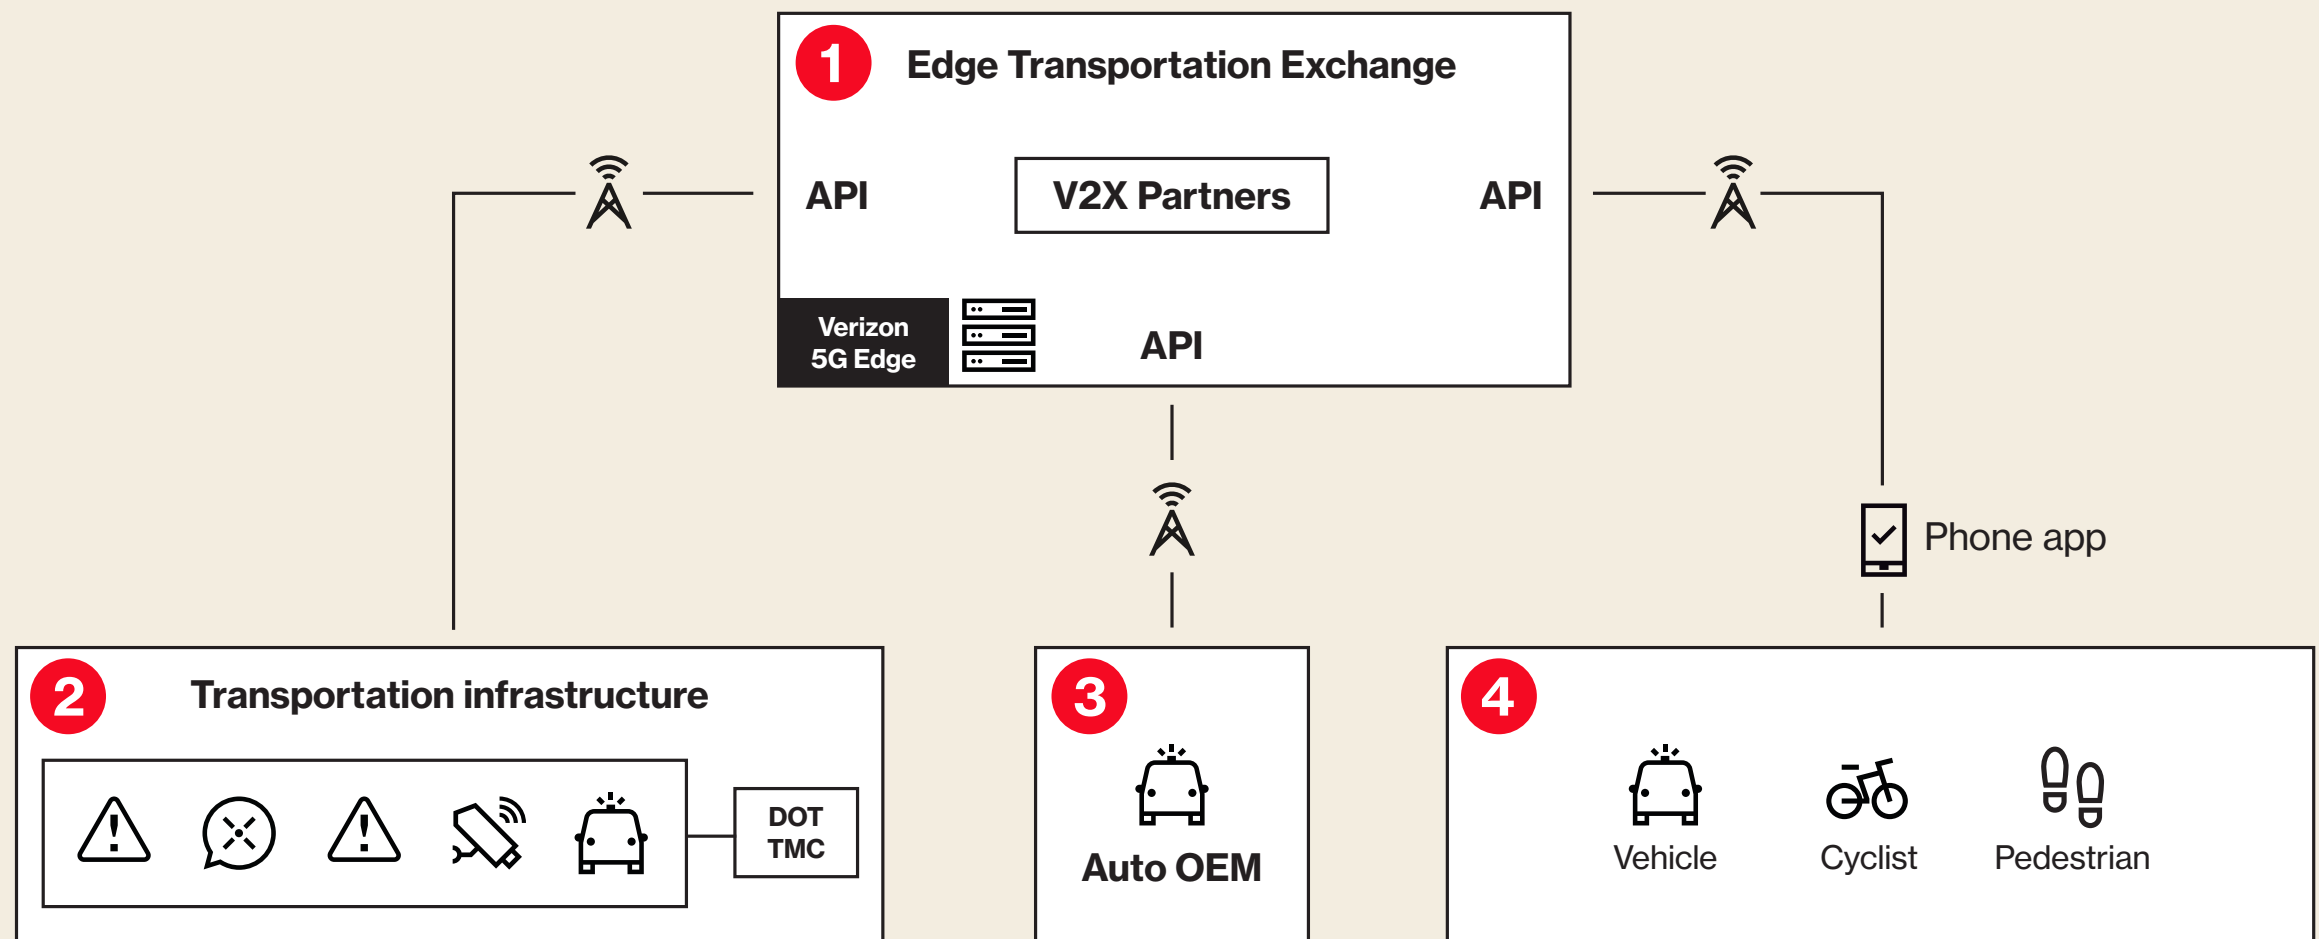 1
Edge Transportation Exchange
API
V2X Partners
API
Verizon
5G Edge
API
Phone app
2
Transportation infrastructure
DOT
TMC
3
Auto OEM
4
Vehicle
Cyclist
Pedestrian